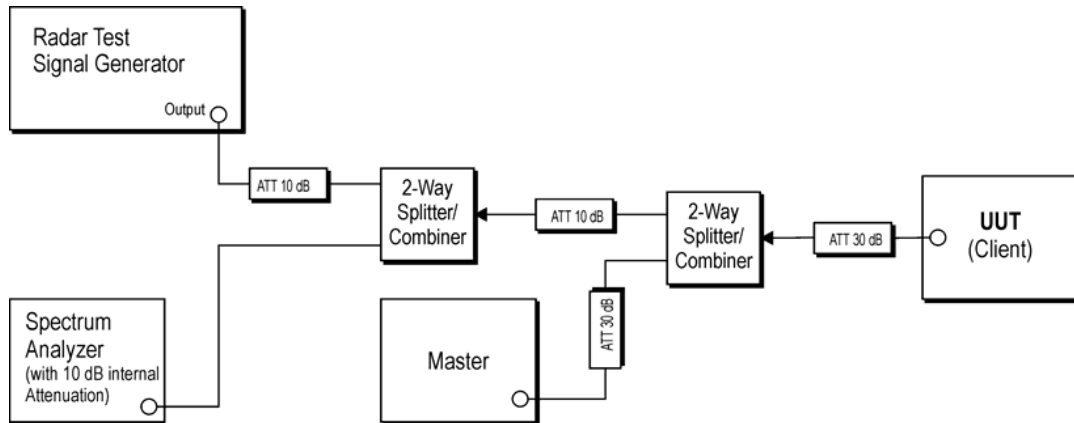 Radar Test
Signal Generator
Output
ATT 10 dB
2-Way
Splitter/
Combiner
ATT 10 dB
2-Way
Splitter/
Combiner
ATT 30 dB
UUT
(Client)
Spectrum
Analyzer
(with 10 dB internal
Attenuation)
Master
ATT 30 dB